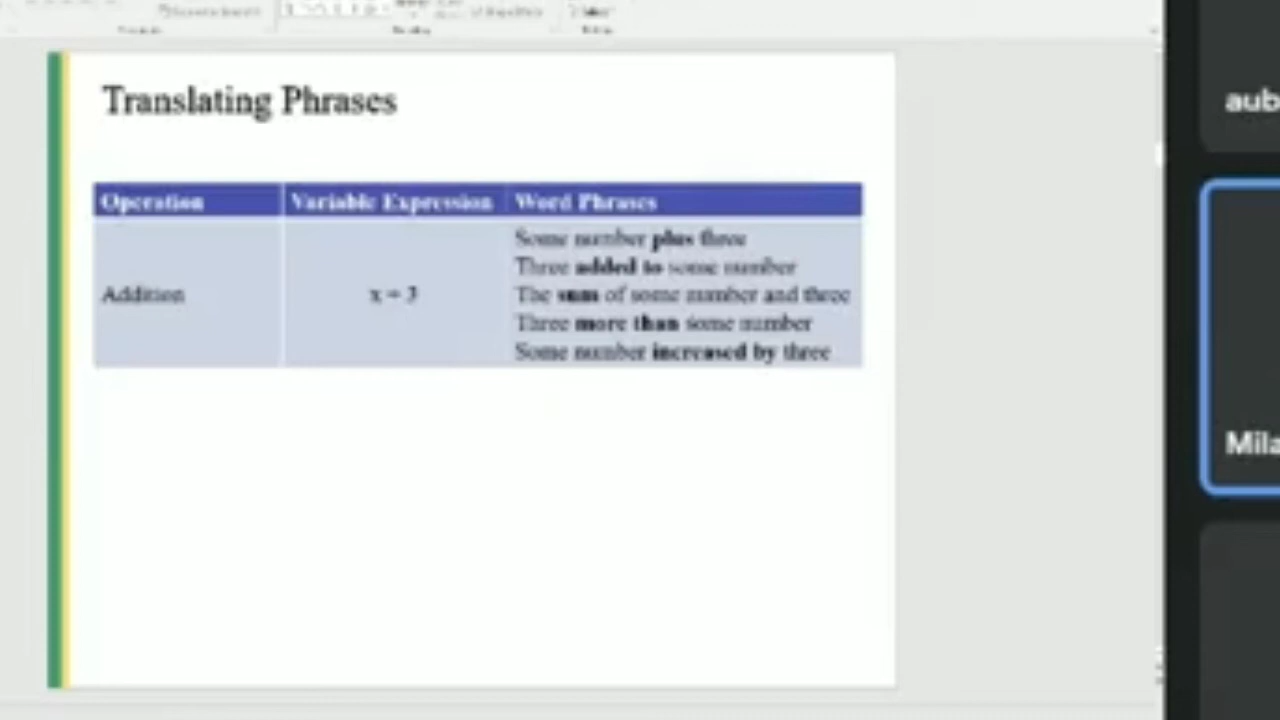 Translating Phrases
Operation
Variable Expression
Word Phrases
Addition
x + 3
Some number plus three
Three added to some number
The sum of some number and three
Three more than some number
Some number increased by three
aub
Mila